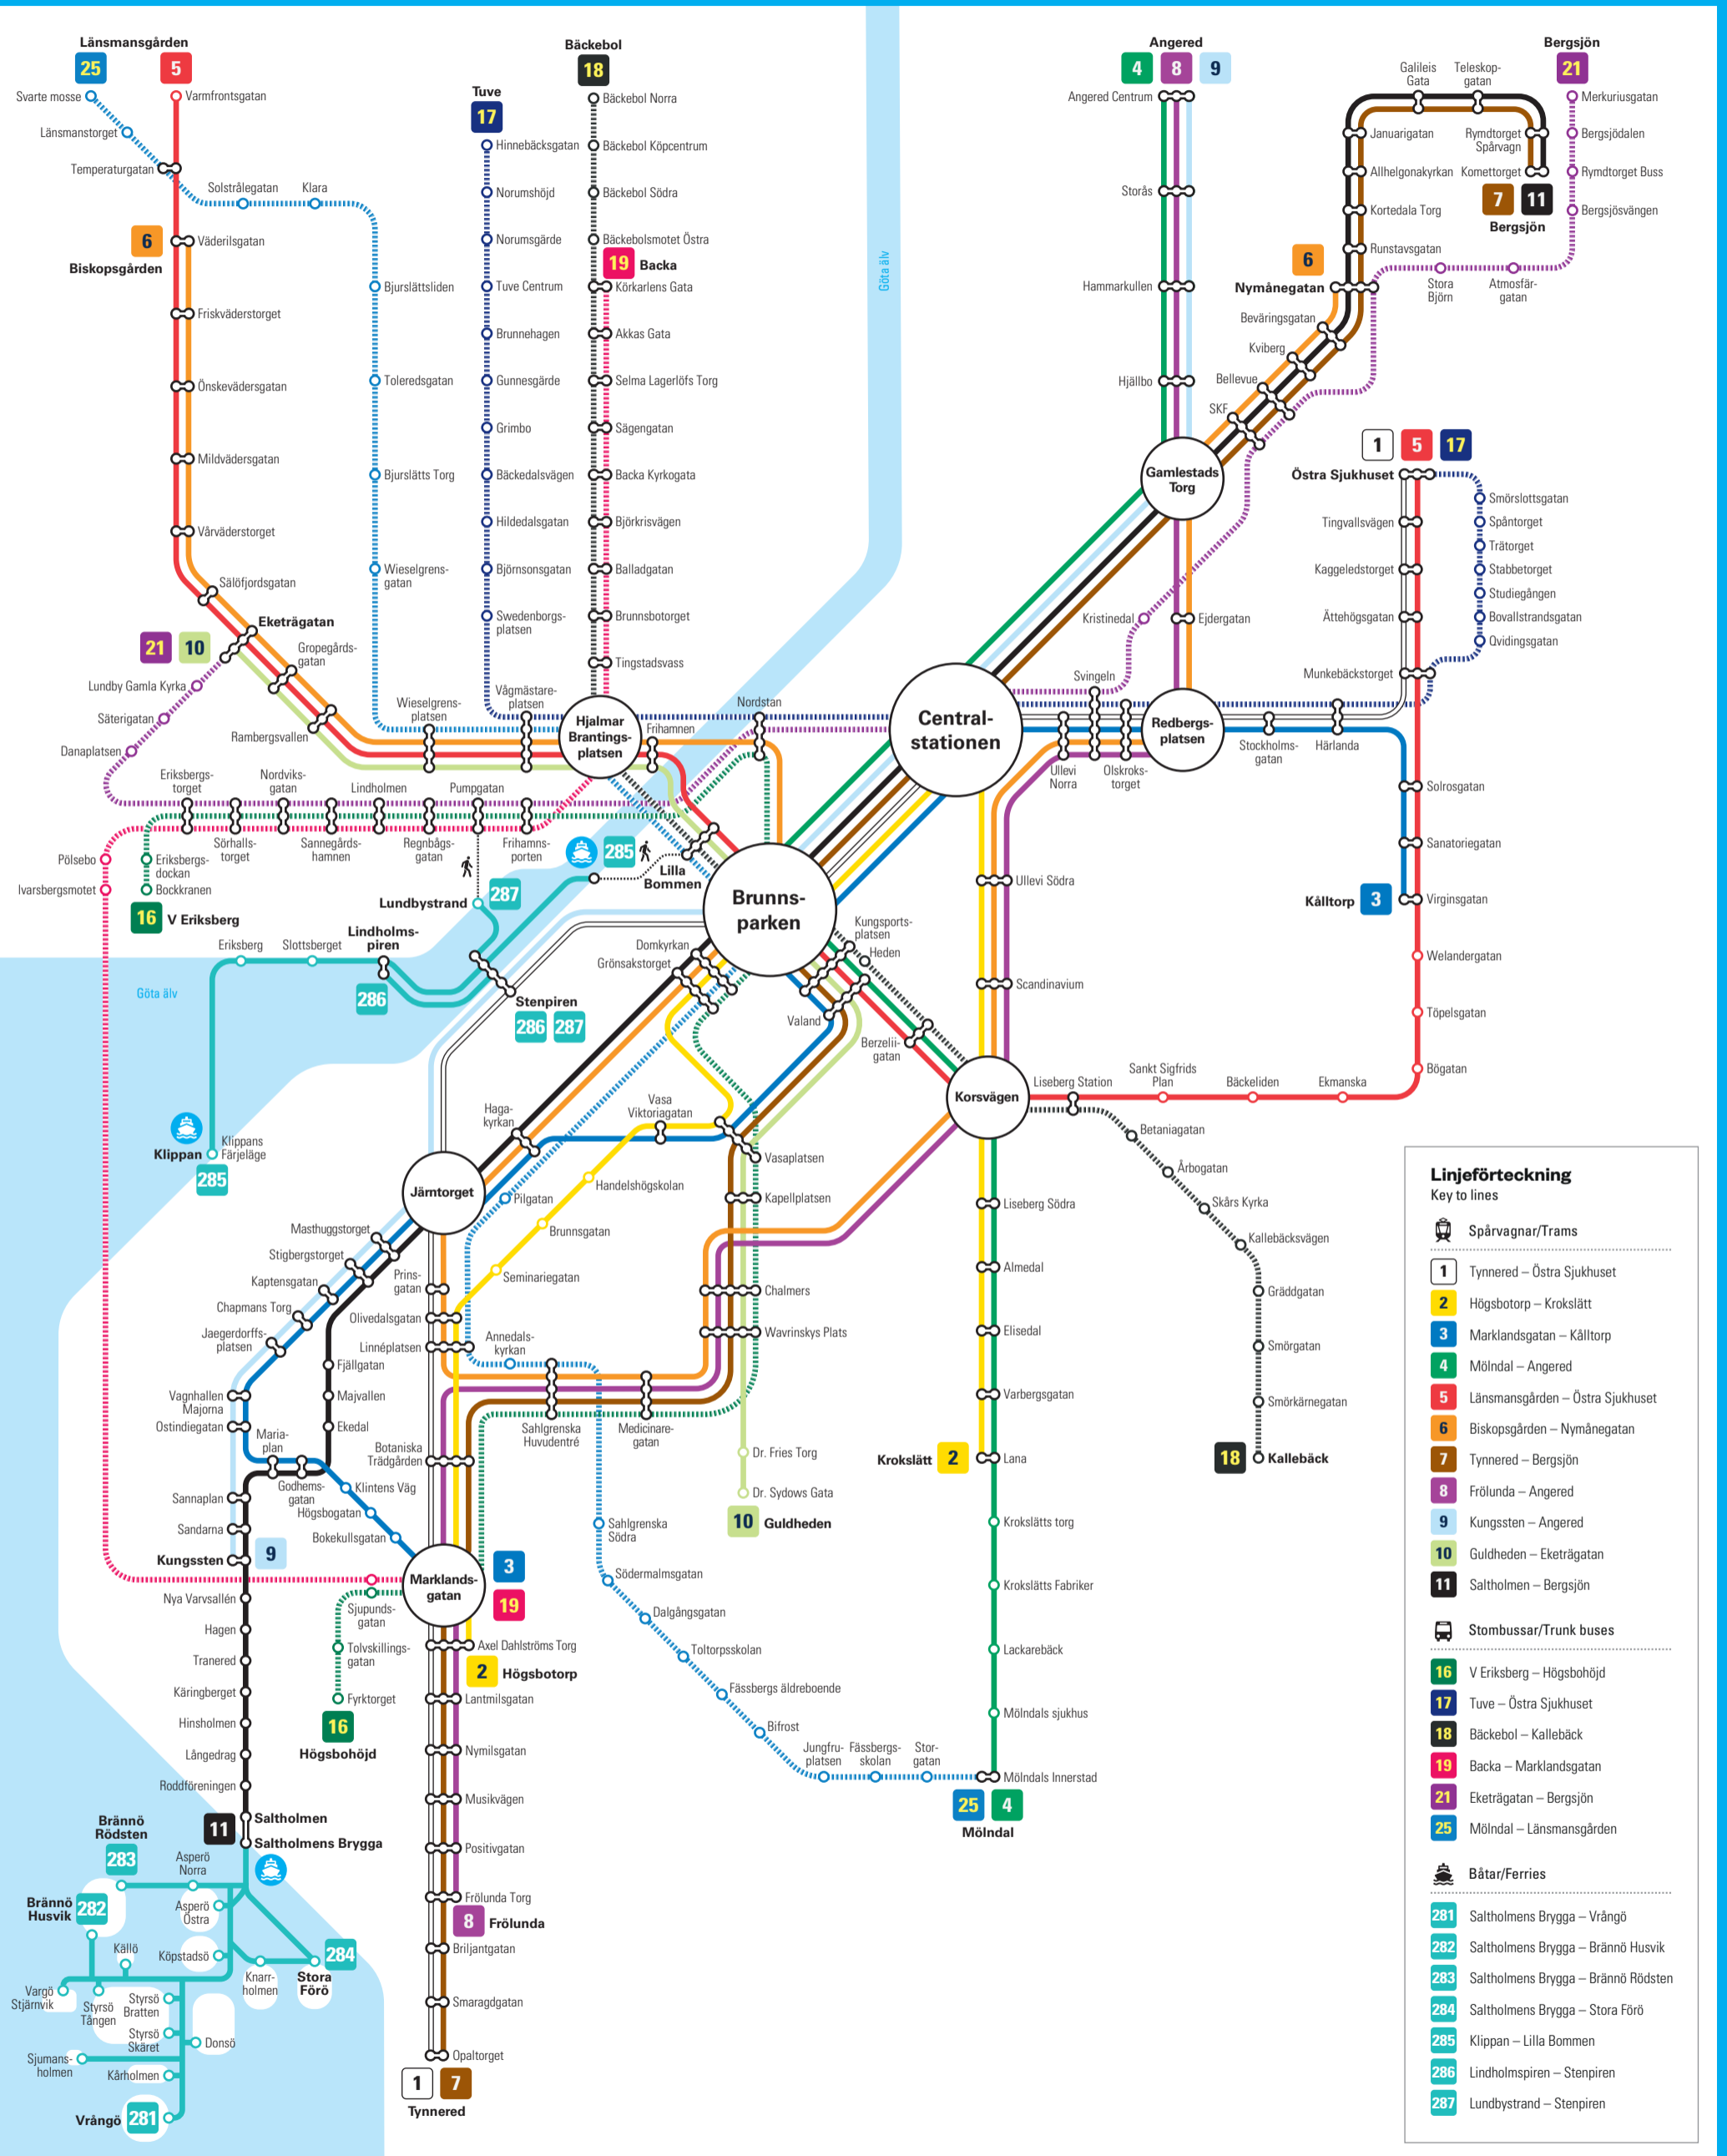 Länsmansgården
25
5
Svarte mosse
Varmfrontsgatan
Länsmanstorget
Temperaturgatan
Solstrålegatan
Klara
6
Biskopsgården
Väderilsgatan
Friskväderstorget
Önskevädersgatan
Mildvädersgatan
Vårväderstorget
Sälöfjordsgatan
Eketrägatan
21
10
Gropegårds-
gatan
Rambergsvallen
Lundby Gamla Kyrka
Säterigatan
Danaplatsen
Bjurslättsliden
Toleredsgatan
Bjurslätts Torg
Wieselgrens-
gatan
Wieselgrens-
platsen
Tuve
17
Hinnebäcksgatan
Norumshöjd
Norumsgärde
Tuve Centrum
Brunnehagen
Gunnesgärde
Grimbo
Bäckedalsvägen
Hildedalsgatan
Björnsonsgatan
Swedenborgs-
platsen
Vågmästare-
platsen
Bäckebol
18
Bäckebol Norra
Bäckebol Köpcentrum
Bäckebol Södra
Bäckebolsmotet Östra
19
Backa
Körkarlens Gata
Akkas Gata
Selma Lagerlöfs Torg
Sägengatan
Backa Kyrkogata
Björkrisvägen
Balladgatan
Brunnsbotorget
Tingstadsvass
Hjalmar
Brantings-
platsen
Frihamnen
Nordstan
Göta älv
Angered
4
8
9
Angered Centrum
Storås
Hammarkullen
Hjällbo
Gamlestads
Torg
Bergsjön
21
Galileis
Gata
Teleskop-
gatan
Januarigatan
Allhelgonakyrkan
Kortedala Torg
Runstavsgatan
Rymdtorget
Spårvagn
Komettorget
7
11
Bergsjön
Merkuriusgatan
Bergsjödalen
Rymdtorget Buss
Bergsjösvängen
Stora
Björn
Atmosfär-
gatan
6
Nymånegatan
Beväringsgatan
Kviberg
Bellevue
SKF
1
5
17
Östra Sjukhuset
Tingvallsvägen
Kaggeledstorget
Ättehögsgatan
Munkebäckstorget
Smörslottsgatan
Spåntorget
Trätorget
Stabbetorget
Studiegången
Bovallstrandsgatan
Qvidingsgatan
Kristinedal
Ejdergatan
Svingeln
Central-
stationen
Ullevi
Norra
Olskroks-
torget
Redbergs-
platsen
Stockholms-
gatan
Härlanda
Solrosgatan
Sanatoriegatan
Kålltorp
3
Virginsgatan
Welandergatan
Töpelsgatan
Bögatan
Eriksbergs-
torget
Nordviks-
gatan
Lindholmen
Pumpgatan
Sörhalls-
torget
Sannegårds-
hamnen
Regnbågs-
gatan
Frihamns-
porten
Pölsebo
Ivarsbergsmotet
Eriksbergs-
dockan
Bockkranen
16
V Eriksberg
285
Lilla
Bommen
Lundbystrand
287
Eriksberg
Slottsberget
Lindholms-
piren
286
Göta älv
Stenpiren
286
287
Klippan
Klippans
Färjeläge
285
Brunns-
parken
Domkyrkan
Grönsakstorget
Kungsports-
platsen
Heden
Valand
Berzelii-
gatan
Ullevi Södra
Scandinavium
Korsvägen
Liseberg Station
Sankt Sigfrids
Plan
Bäckeliden
Ekmanska
Betaniagatan
Årbogatan
Skårs Kyrka
Kallebäcksvägen
Gräddgatan
Smörgatan
Smörkärnegatan
18
Kallebäck
Liseberg Södra
Almedal
Elisedal
Varbergsgatan
Krokslätt
2
Lana
Krokslätts torg
Krokslätts Fabriker
Lackarebäck
Mölndals sjukhus
Mölndals Innerstad
25
4
Mölndal
Haga-
kyrkan
Vasa
Viktoriagatan
Vasaplatsen
Kapellplatsen
Chalmers
Wavrinskys Plats
Handelshögskolan
Brunnsgatan
Seminariegatan
Pilgatan
Järntorget
Masthuggstorget
Stigbergstorget
Kaptensgatan
Chapmans Torg
Jaegerdorffs-
platsen
Vagnhallen
Majorna
Ostindiegatan
Maria-
plan
Godhems-
gatan
Fjällgatan
Majvallen
Ekedal
Prins-
gatan
Olivedalsgatan
Linnéplatsen
Annedals-
kyrkan
Sahlgrenska
Huvudentré
Medicinare-
gatan
Botaniska
Trädgården
Klintens Väg
Högsbogatan
Bokekullsgatan
Sannaplan
Sandarna
Kungssten
9
Dr. Fries Torg
Dr. Sydows Gata
10
Guldheden
Marklands-
gatan
3
19
Sjupunds-
gatan
Tolvskillings-
gatan
Fyrktorget
16
Högsbohöjd
Axel Dahlströms Torg
2
Högsbotorp
Lantmilsgatan
Nymilsgatan
Musikvägen
Positivgatan
Frölunda Torg
8
Frölunda
Briljantgatan
Smaragdgatan
Opaltorget
1
7
Tynnered
Sahlgrenska
Södra
Södermalmsgatan
Dalgångsgatan
Toltorpsskolan
Fässbergs äldreboende
Bifrost
Jungfru-
platsen
Fässbergs-
skolan
Stor-
gatan
Nya Varvsallén
Hagen
Tranered
Käringberget
Hinsholmen
Långedrag
Roddföreningen
11
Saltholmen
Saltholmens Brygga
Brännö
Rödsten
283
Asperö
Norra
Brännö
Husvik
282
Asperö
Östra
Källö
Köpstadsö
Knarr-
holmen
Stora
Förö
284
Vargö
Stjärnvik
Styrsö
Tången
Styrsö
Bratten
Styrsö
Skäret
Donsö
Sjumans-
holmen
Kårholmen
Vrångö
281
Linjeförteckning
Key to lines
Spårvagnar/Trams
1 Tynnered – Östra Sjukhuset
2 Högsbotorp – Krokslätt
3 Marklandsgatan – Kålltorp
4 Mölndal – Angered
5 Länsmansgården – Östra Sjukhuset
6 Biskopsgården – Nymånegatan
7 Tynnered – Bergsjön
8 Frölunda – Angered
9 Kungssten – Angered
10 Guldheden – Eketrägatan
11 Saltholmen – Bergsjön
Stombussar/Trunk buses
16 V Eriksberg – Högsbohöjd
17 Tuve – Östra Sjukhuset
18 Bäckebol – Kallebäck
19 Backa – Marklandsgatan
21 Eketrägatan – Bergsjön
25 Mölndal – Länsmansgården
Båtar/Ferries
281 Saltholmens Brygga – Vrångö
282 Saltholmens Brygga – Brännö Husvik
283 Saltholmens Brygga – Brännö Rödsten
284 Saltholmens Brygga – Stora Förö
285 Klippan – Lilla Bommen
286 Lindholmspiren – Stenpiren
287 Lundbystrand – Stenpiren